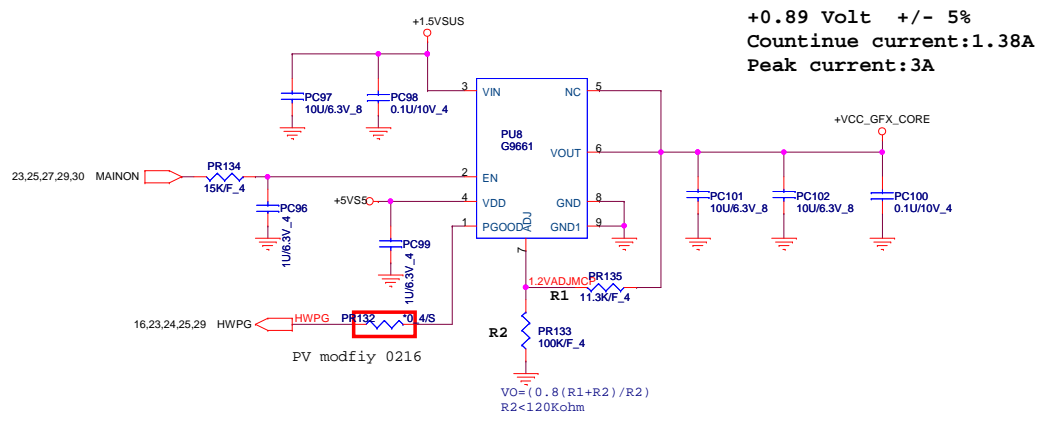 +0.89 Volt  +/- 5%
Countinue current:1.38A
Peak current:3A
+1.5VSUS
PC97
10U/6.3V_8
PC98
0.1U/10V_4
3
VIN
NC
5
PU8
G9661
+VCC_GFX_CORE
VOUT
6
23,25,27,29,30 MAINON
PR134
15K/F_4
2
EN
PC96
1U/6.3V_4
+5VS5
4
VDD
GND
8
1
PGOOD
GND1
9
ADJ
7
PC101
10U/6.3V_8
PC102
10U/6.3V_8
PC100
0.1U/10V_4
PC99
1U/6.3V_4
1.2VADJMCP
PR135
R1
11.3K/F_4
16,23,24,25,29 HWPG
HWPG
PR132
*0_4/S
R2
PR133
100K/F_4
PV modfiy 0216
VO=(0.8(R1+R2)/R2)
R2<120Kohm